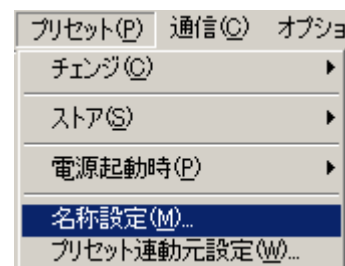 プリセット(P) 通信(C) オプショ
チェンジ(C)
ストア(S)
電源起動時(P)
名称設定(M)...
プリセット連動元設定(W)...